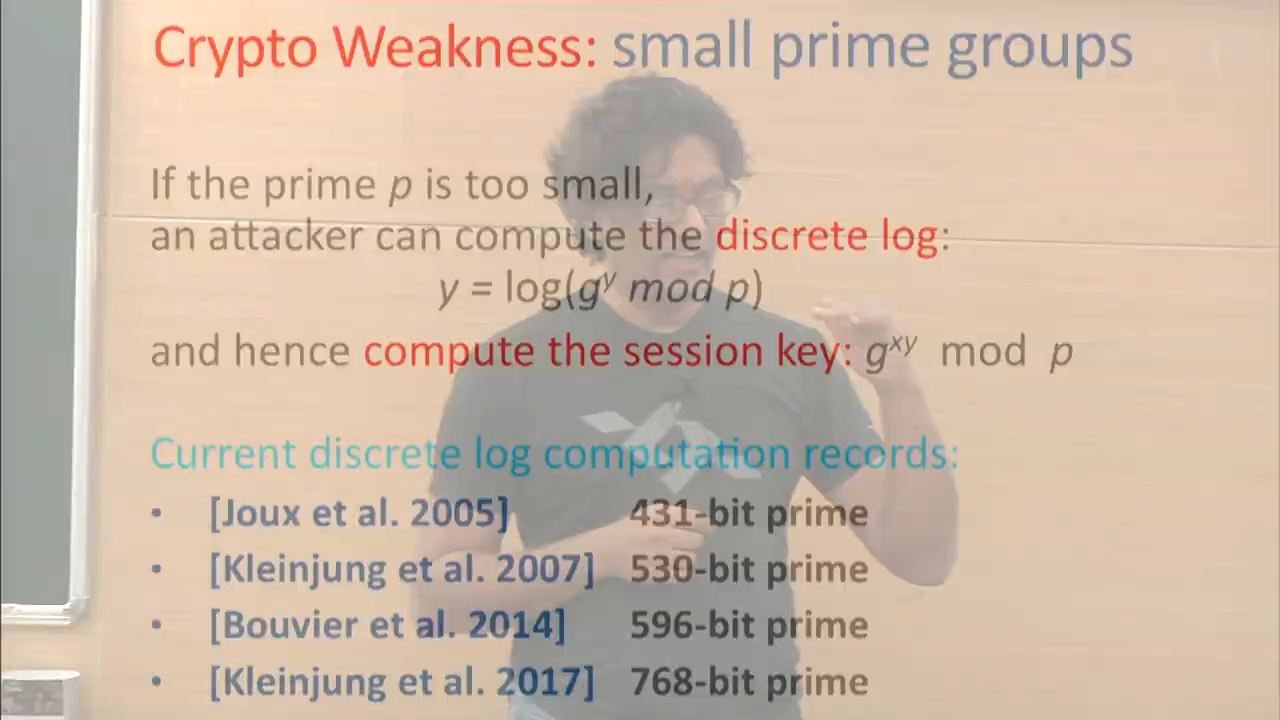 Crypto Weakness: small prime groups
If the prime p is too small,
an attacker can compute the discrete log:
y = log(gʸ mod p)
and hence compute the session key: gˣʸ mod p
Current discrete log computation records:
• [Joux et al. 2005] 431-bit prime
• [Kleinjung et al. 2007] 530-bit prime
• [Bouvier et al. 2014] 596-bit prime
• [Kleinjung et al. 2017] 768-bit prime